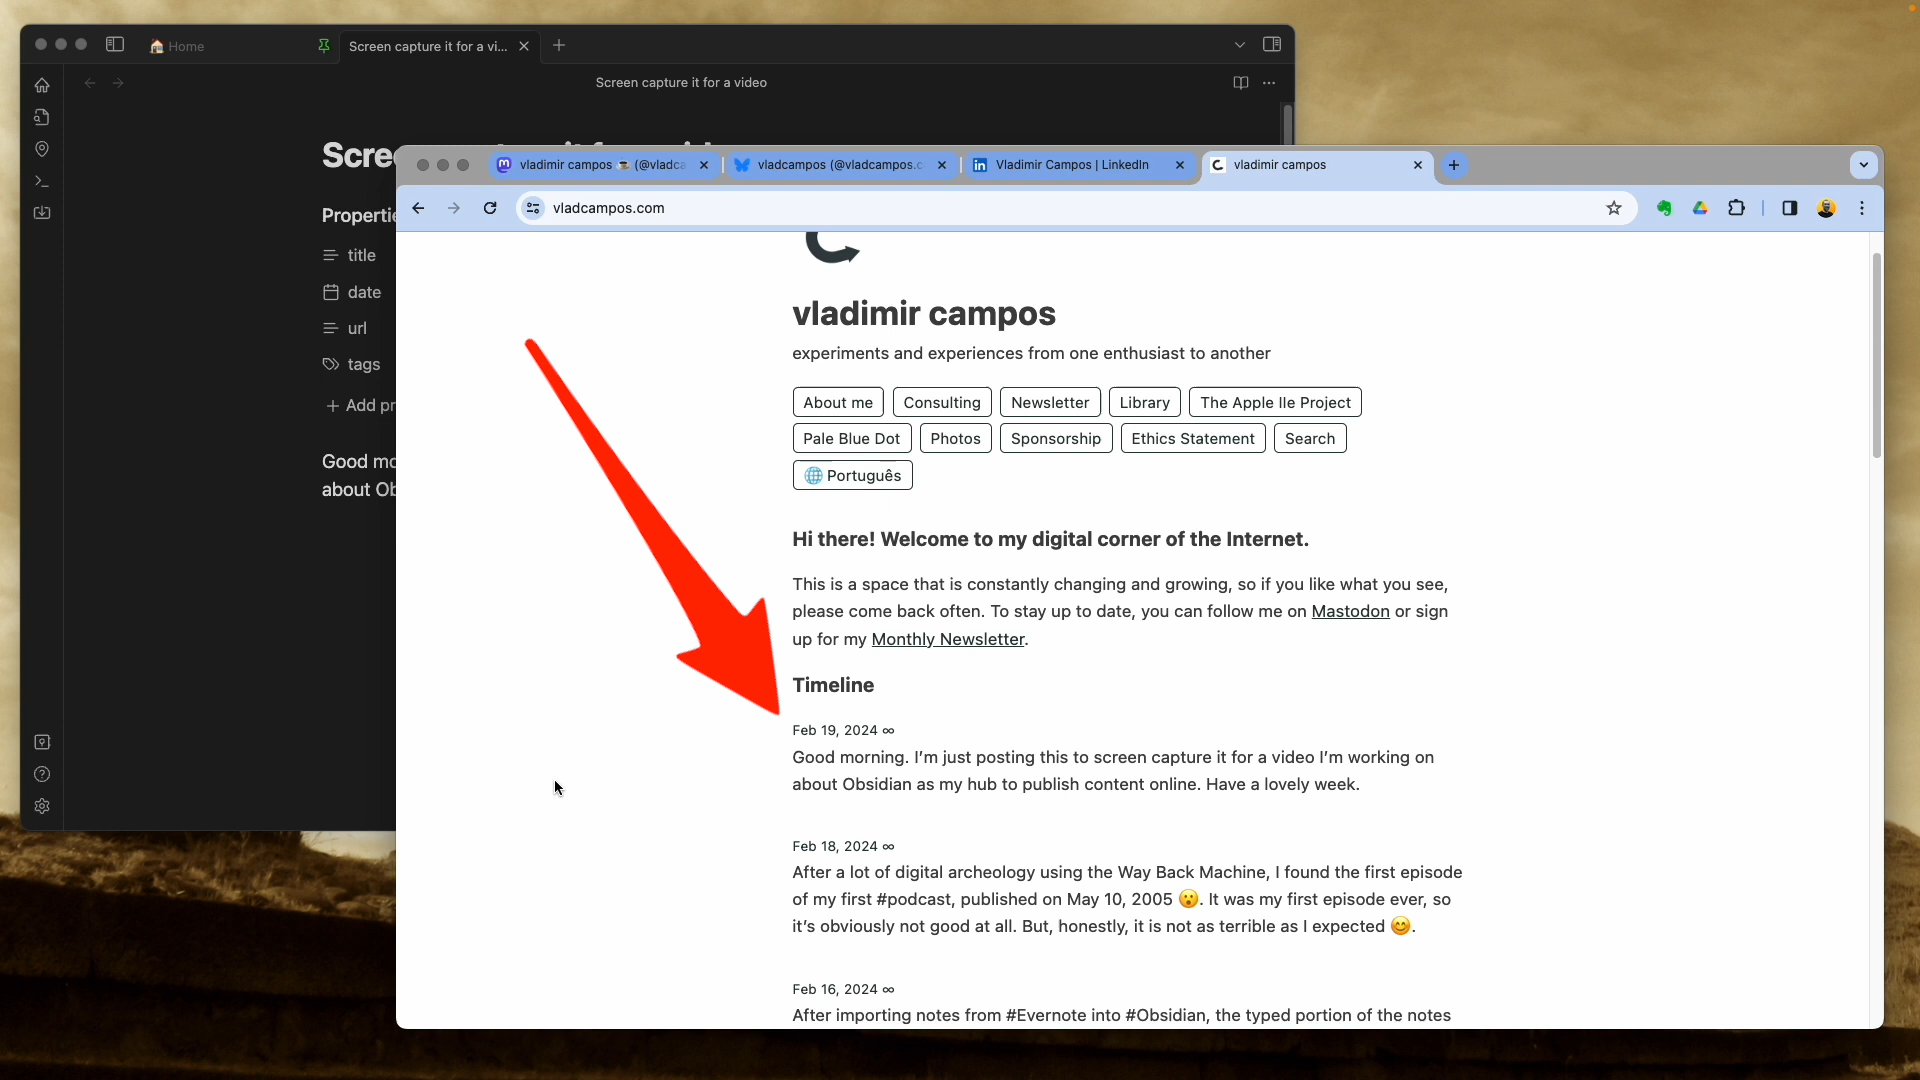 Home
Screen capture it for a vi...
Screen capture it for a video
Scre
Properti
title
date
url
tags
Add pr
Good mo
about Ob
vladimir campos ☕ (@vladca
vladcampos (@vladcampos.c
Vladimir Campos | LinkedIn
vladimir campos
vladcampos.com
vladimir campos
experiments and experiences from one enthusiast to another
About me
Consulting
Newsletter
Library
The Apple IIe Project
Pale Blue Dot
Photos
Sponsorship
Ethics Statement
Search
🌐 Português
Hi there! Welcome to my digital corner of the Internet.
This is a space that is constantly changing and growing, so if you like what you see,
please come back often. To stay up to date, you can follow me on Mastodon or sign
up for my Monthly Newsletter.
Timeline
Feb 19, 2024 ∞
Good morning. I’m just posting this to screen capture it for a video I’m working on
about Obsidian as my hub to publish content online. Have a lovely week.
Feb 18, 2024 ∞
After a lot of digital archeology using the Way Back Machine, I found the first episode
of my first #podcast, published on May 10, 2005 😮. It was my first episode ever, so
it’s obviously not good at all. But, honestly, it is not as terrible as I expected 😊.
Feb 16, 2024 ∞
After importing notes from #Evernote into #Obsidian, the typed portion of the notes